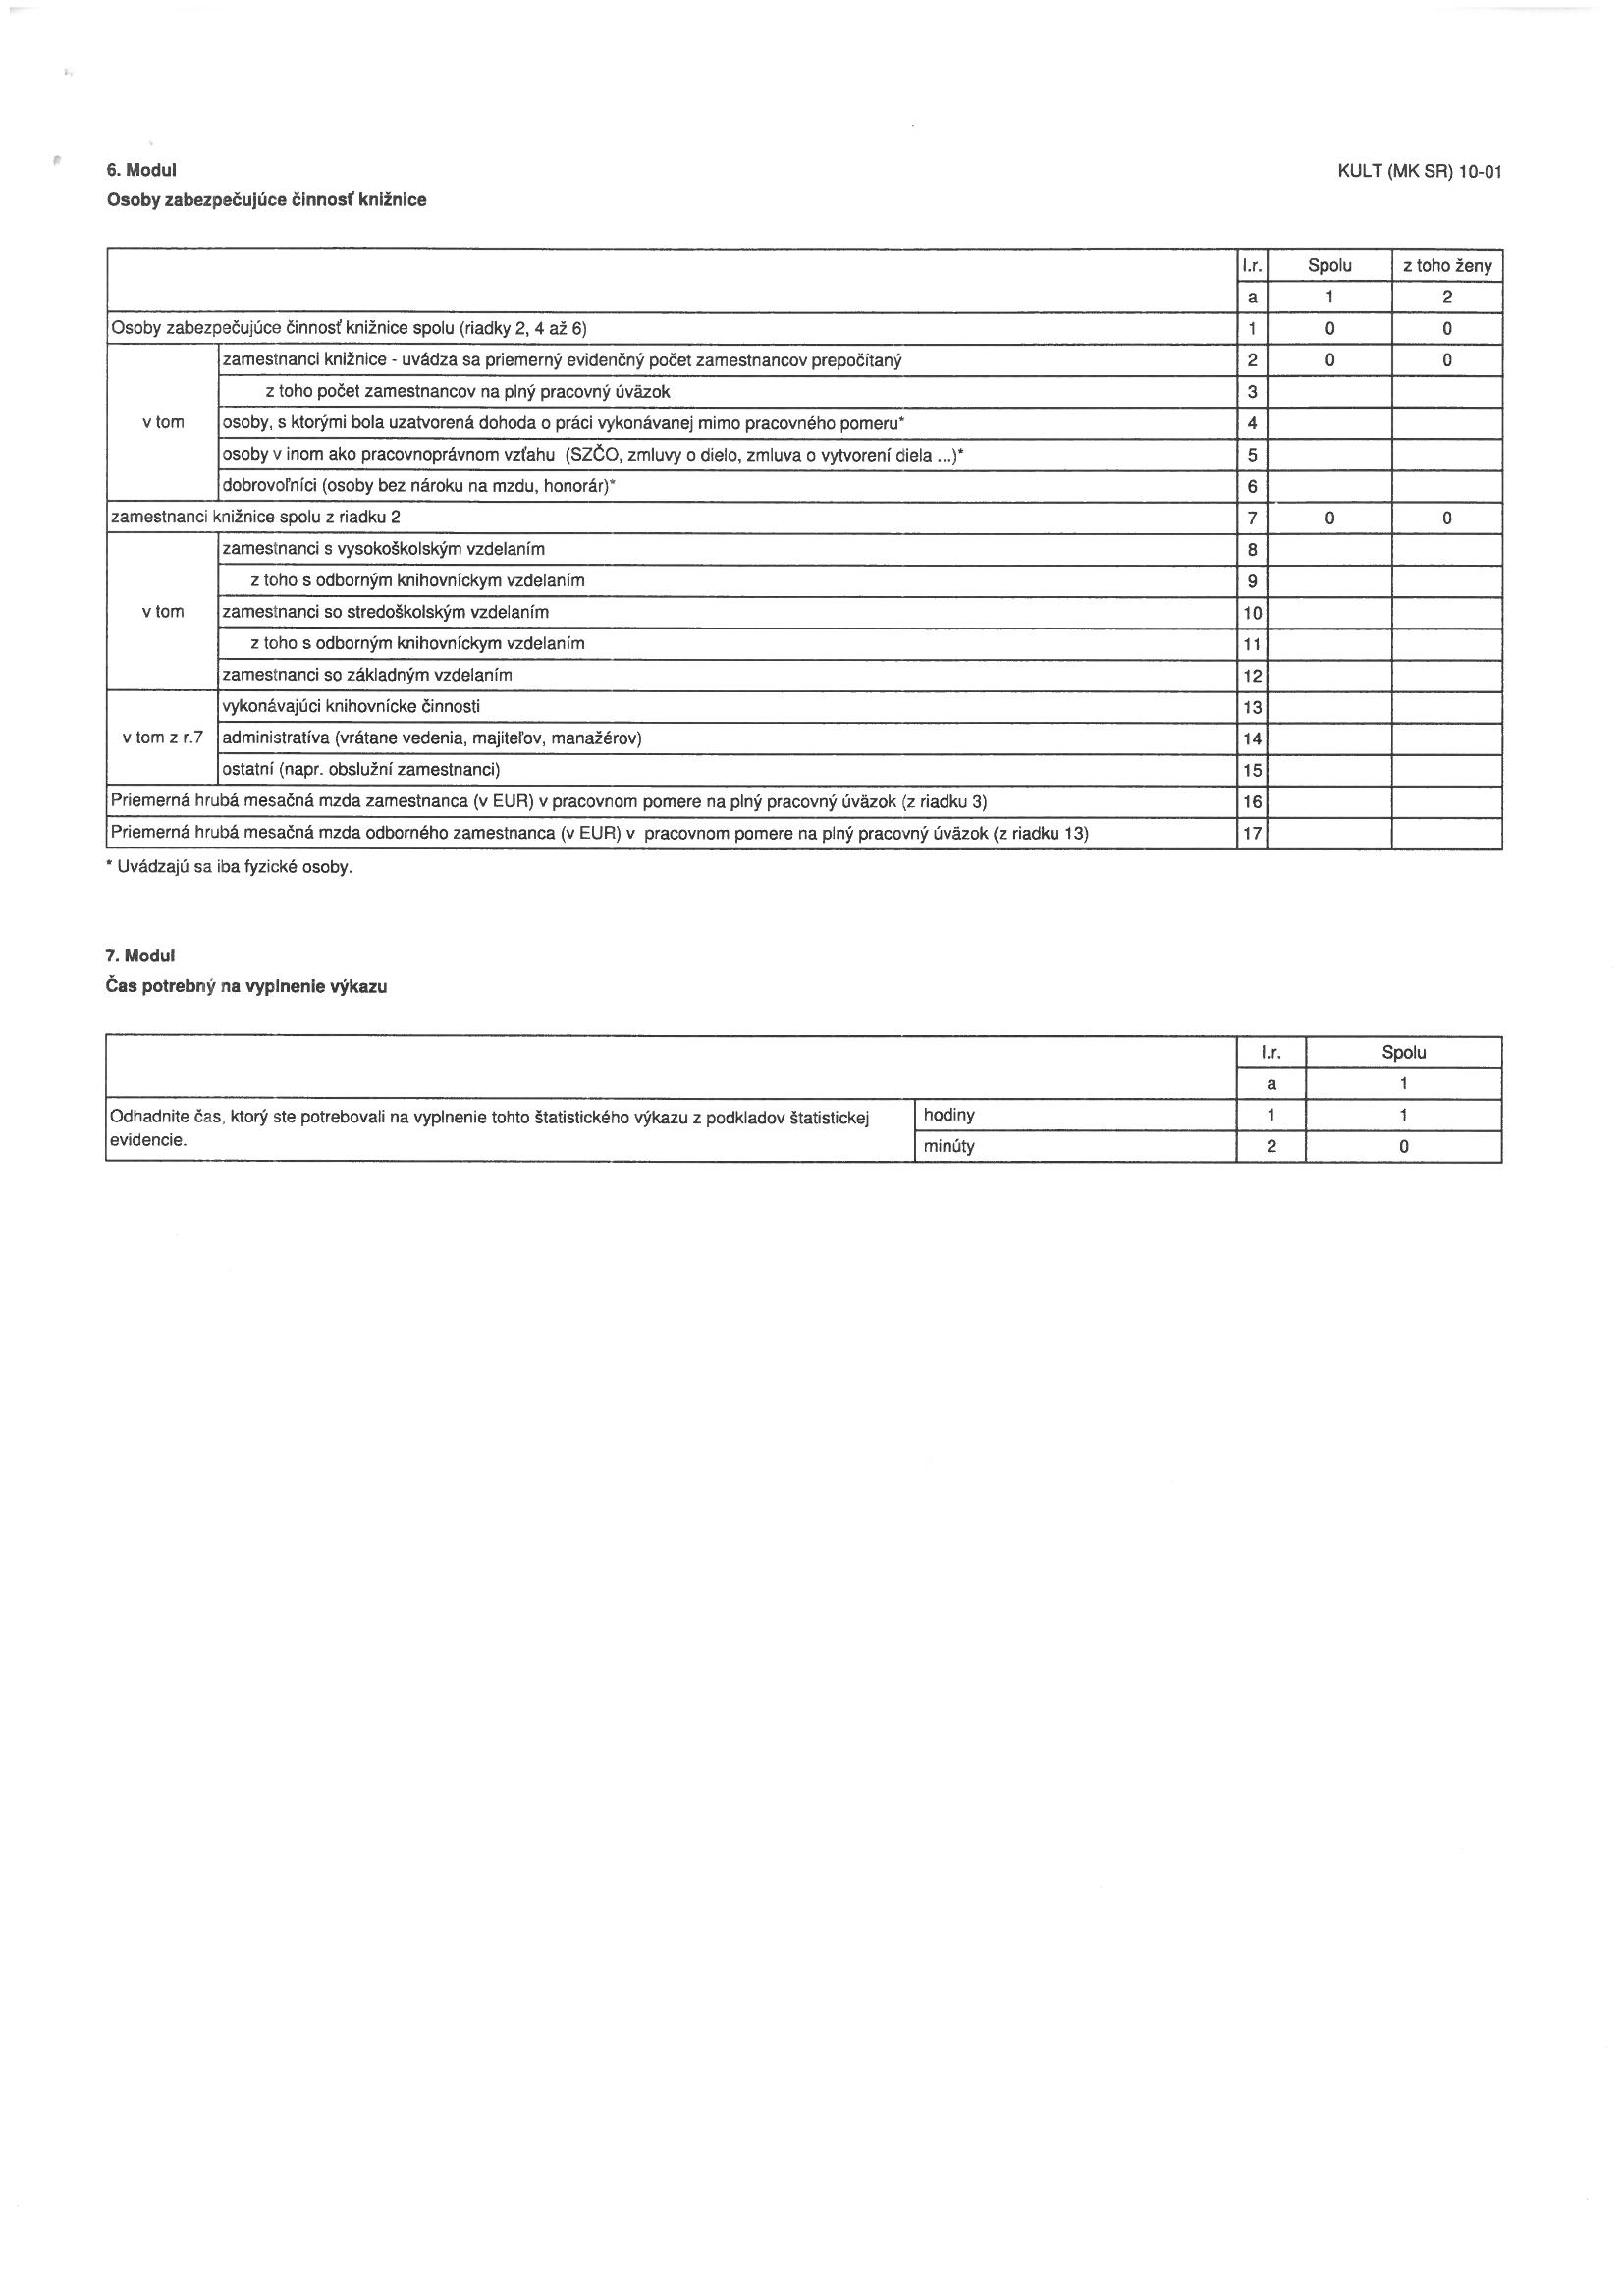 6. Modul
KULT (MK SR) 10-01
Osoby zabezpečujúce činnosť knižnice
l.r. Spolu z toho ženy
a 1 2
Osoby zabezpečujúce činnosť knižnice spolu (riadky 2, 4 až 6) 1 0 0
zamestnanci knižnice - uvádza sa priemerný evidenčný počet zamestnancov prepočítaný 2 0 0
z toho počet zamestnancov na plný pracovný úväzok 3
v tom osoby, s ktorými bola uzatvorená dohoda o práci vykonávanej mimo pracovného pomeru* 4
osoby v inom ako pracovnoprávnom vzťahu (SZČO, zmluvy o dielo, zmluva o vytvorení diela ...)* 5
dobrovoľníci (osoby bez nároku na mzdu, honorár)* 6
zamestnanci knižnice spolu z riadku 2 7 0 0
zamestnanci s vysokoškolským vzdelaním 8
z toho s odborným knihovníckym vzdelaním 9
v tom zamestnanci so stredoškolským vzdelaním 10
z toho s odborným knihovníckym vzdelaním 11
zamestnanci so základným vzdelaním 12
vykonávajúci knihovnícke činnosti 13
v tom z r.7 administratíva (vrátane vedenia, majiteľov, manažérov) 14
ostatní (napr. obslužní zamestnanci) 15
Priemerná hrubá mesačná mzda zamestnanca (v EUR) v pracovnom pomere na plný pracovný úväzok (z riadku 3) 16
Priemerná hrubá mesačná mzda odborného zamestnanca (v EUR) v pracovnom pomere na plný pracovný úväzok (z riadku 13) 17
* Uvádzajú sa iba fyzické osoby.
7. Modul
Čas potrebný na vyplnenie výkazu
l.r. Spolu
a 1
Odhadnite čas, ktorý ste potrebovali na vyplnenie tohto štatistického výkazu z podkladov štatistickej
evidencie.
hodiny 1 1
minúty 2 0